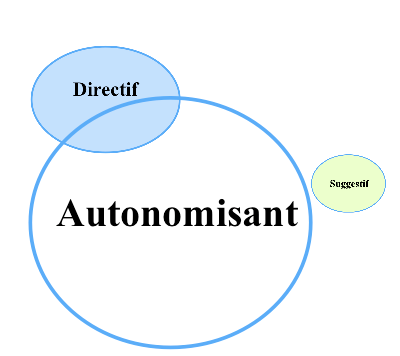 Directif
Suggestif
Autonomisant